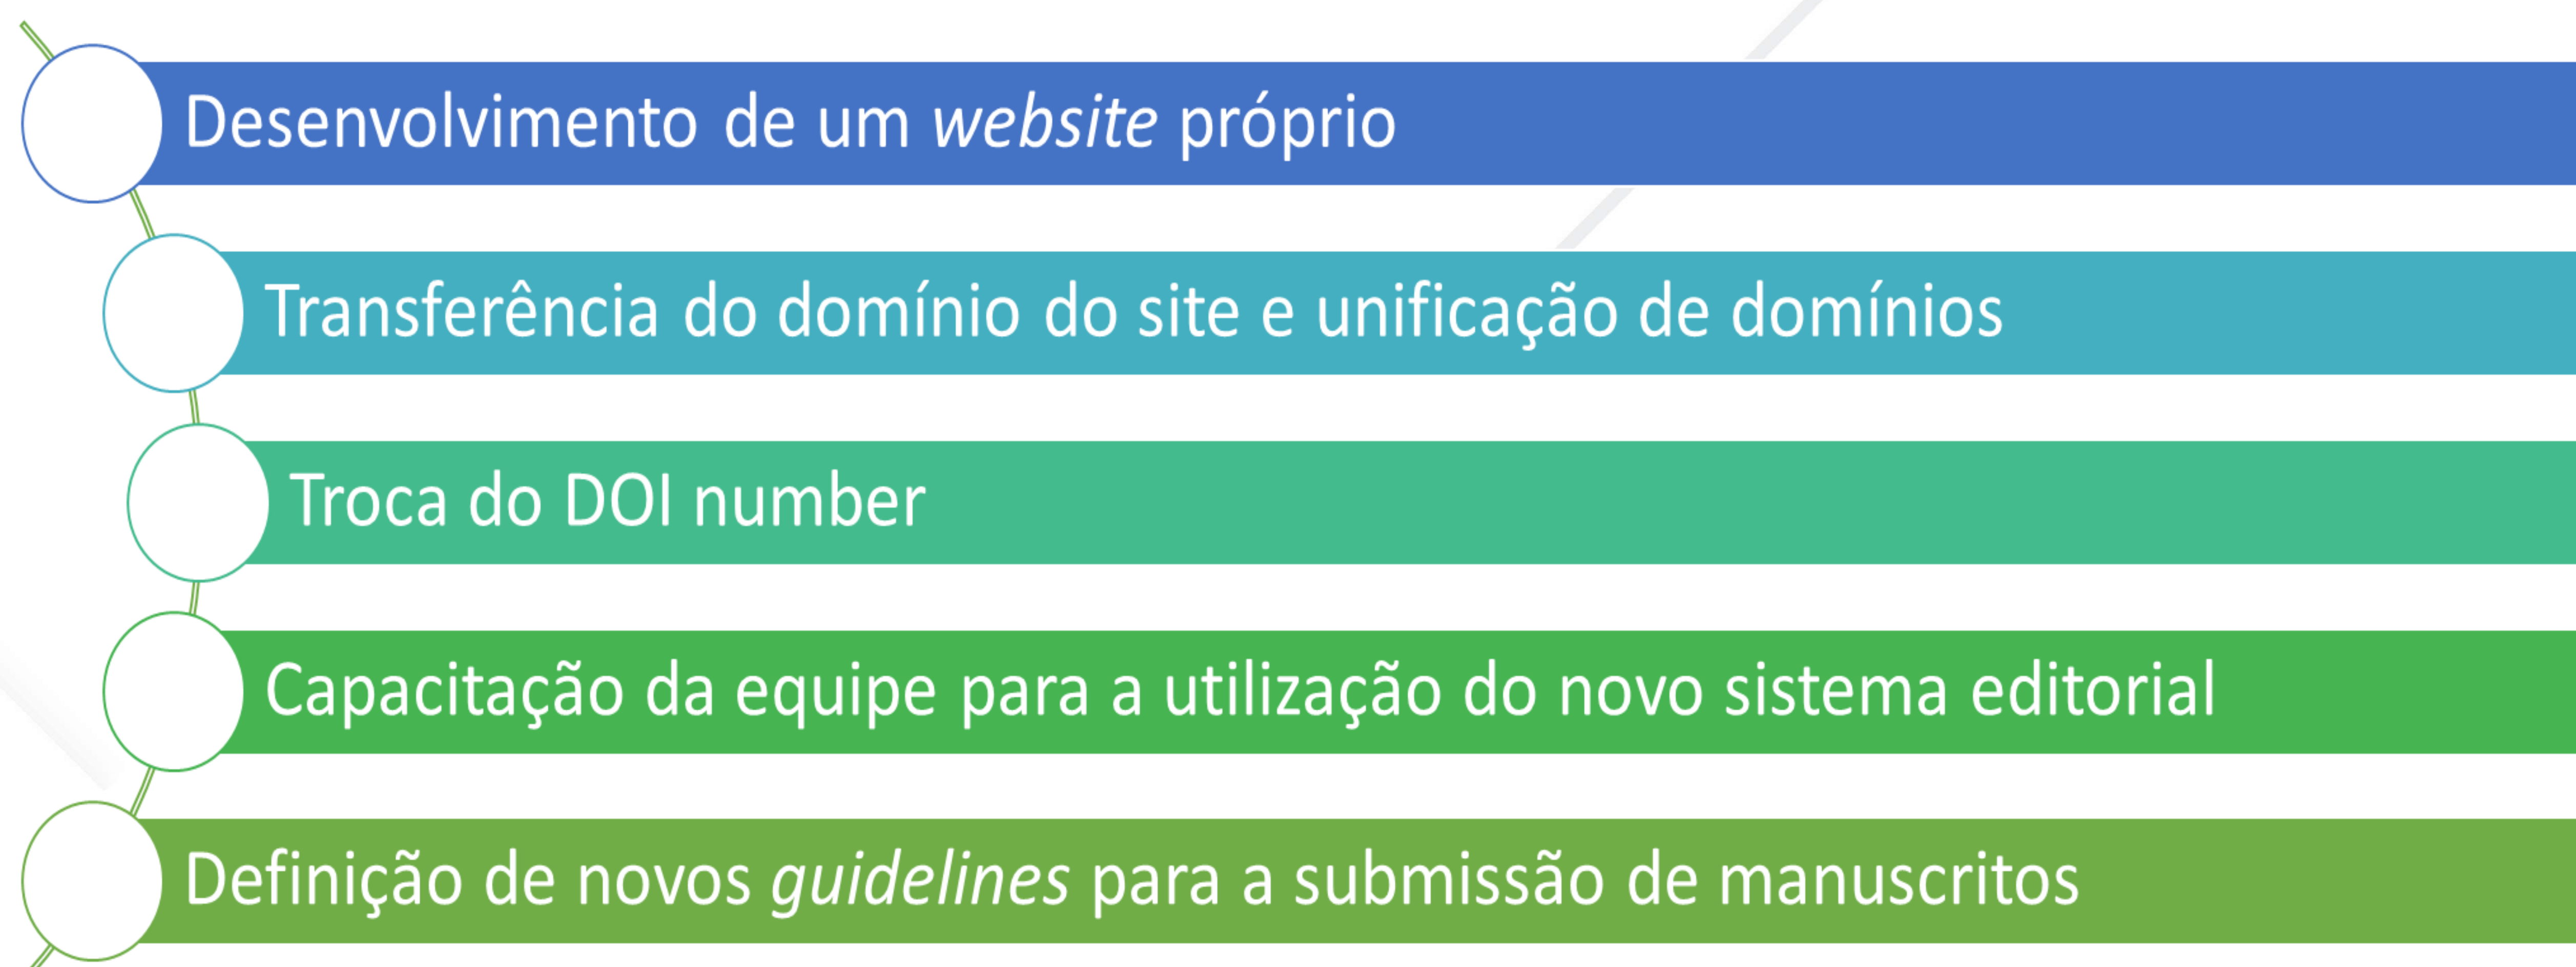 Desenvolvimento de um website próprio
Transferência do domínio do site e unificação de domínios
Troca do DOI number
Capacitação da equipe para a utilização do novo sistema editorial
Definição de novos guidelines para a submissão de manuscritos